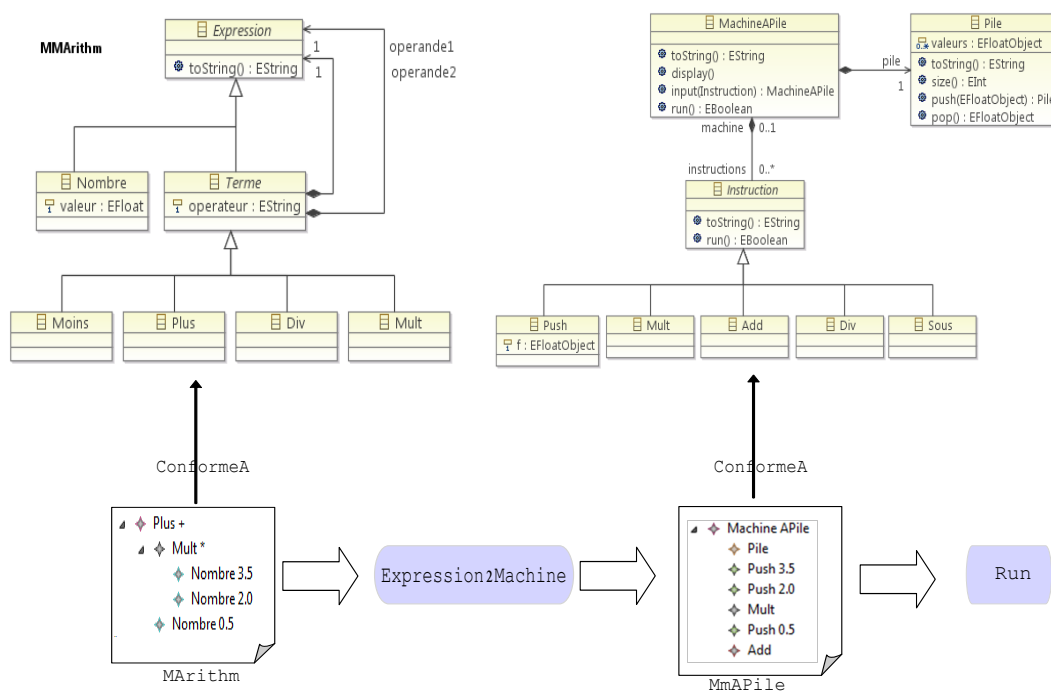 MMArithm
Expression
toString() : EString
1
1
operande1
operande2
Nombre
valeur : EFloat
Terme
operateur : EString
Moins
Plus
Div
Mult
MachineAPile
toString() : EString
display()
input(Instruction) : MachineAPile
run() : EBoolean
pile
1
Pile
0..* valeurs : EFloatObject
toString() : EString
size() : EInt
push(EFloatObject) : Pile
pop() : EFloatObject
machine
0..1
instructions
0..*
Instruction
toString() : EString
run() : EBoolean
Push
f : EFloatObject
Mult
Add
Div
Sous
ConformeA
ConformeA
Plus +
Mult *
Nombre 3.5
Nombre 2.0
Nombre 0.5
MArithm
Expression2Machine
Machine APile
Pile
Push 3.5
Push 2.0
Mult
Push 0.5
Add
MmAPile
Run